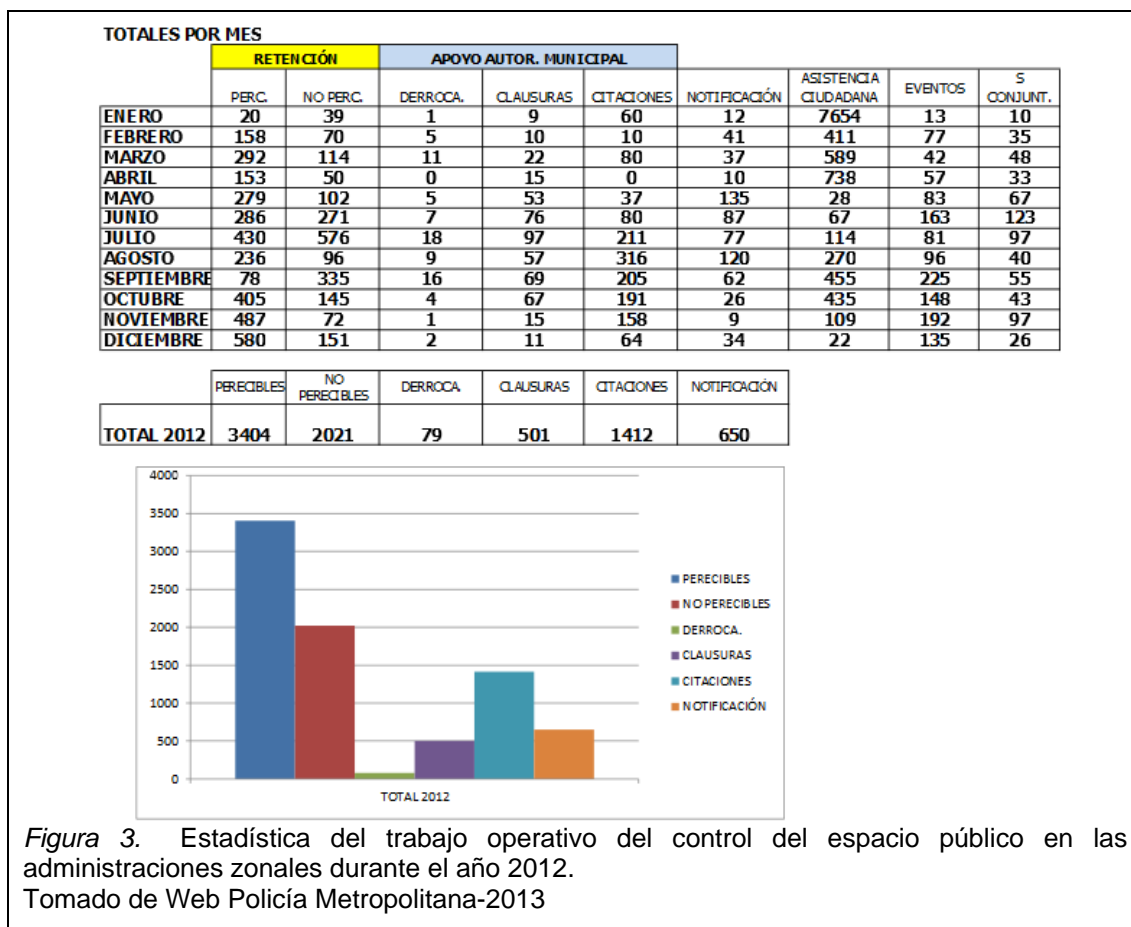 TOTALES POR MES
RETENCIÓN APOYO AUTOR. MUNICIPAL
PERC. NO PERC. DERROCA. CLAUSURAS CITACIONES NOTIFICACIÓN ASISTENCIA CIUDADANA EVENTOS S CONJUNT.
ENERO 20 39 1 9 60 12 7654 13 10
FEBRERO 158 70 5 10 10 41 411 77 35
MARZO 292 114 11 22 80 37 589 42 48
ABRIL 153 50 0 15 0 10 738 57 33
MAYO 279 102 5 53 37 135 28 83 67
JUNIO 286 271 7 76 80 87 67 163 123
JULIO 430 576 18 97 211 77 114 81 97
AGOSTO 236 96 9 57 316 120 270 96 40
SEPTIEMBRE 78 335 16 69 205 62 455 225 55
OCTUBRE 405 145 4 67 191 26 435 148 43
NOVIEMBRE 487 72 1 15 158 9 109 192 97
DICIEMBRE 580 151 2 11 64 34 22 135 26
PERECIBLES NO PERECIBLES DERROCA. CLAUSURAS CITACIONES NOTIFICACIÓN
TOTAL 2012 3404 2021 79 501 1412 650
4000
3500
3000
2500
2000
1500
1000
500
0
TOTAL 2012
PERECIBLES
NO PERECIBLES
DERROCA.
CLAUSURAS
CITACIONES
NOTIFICACIÓN
Figura 3. Estadística del trabajo operativo del control del espacio público en las
administraciones zonales durante el año 2012.
Tomado de Web Policía Metropolitana-2013